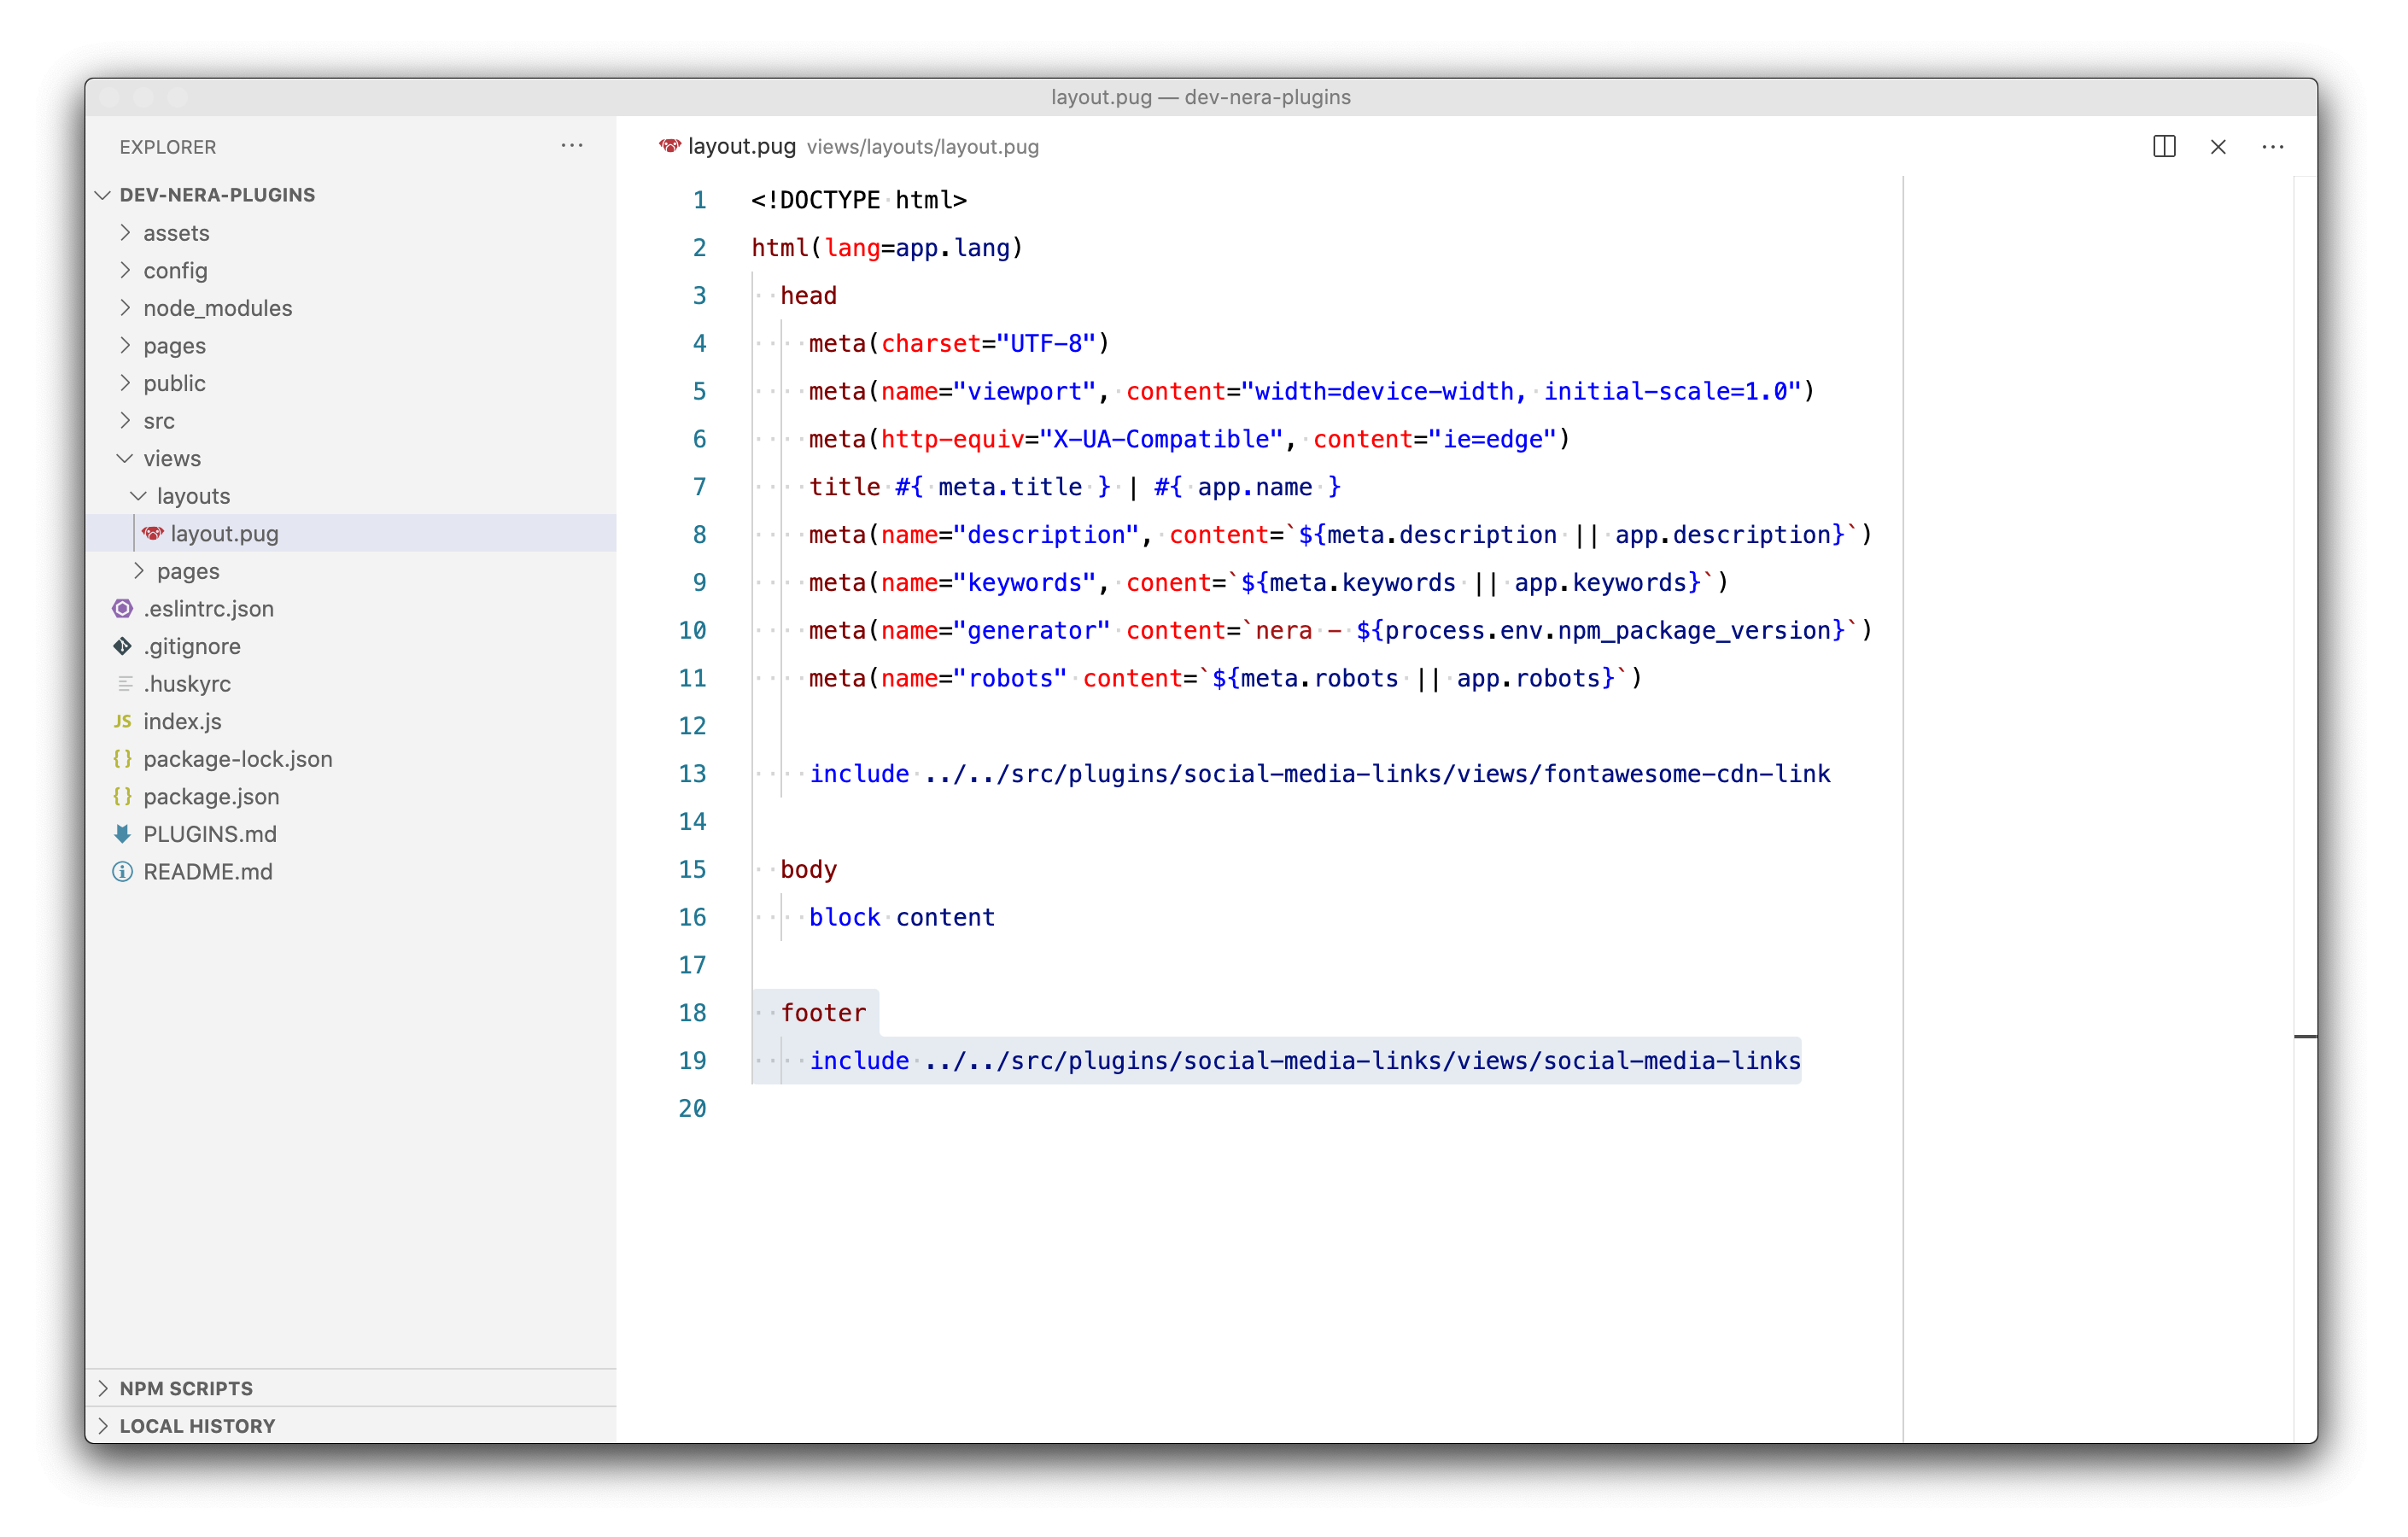 layout.pug — dev-nera-plugins
EXPLORER
DEV-NERA-PLUGINS
assets
config
node_modules
pages
public
src
views
layouts
layout.pug
pages
.eslintrc.json
.gitignore
.huskyrc
JS index.js
{} package-lock.json
{} package.json
PLUGINS.md
README.md
NPM SCRIPTS
LOCAL HISTORY
layout.pug views/layouts/layout.pug
1 <!DOCTYPE html>
2 html(lang=app.lang)
3   head
4     meta(charset="UTF-8")
5     meta(name="viewport", content="width=device-width, initial-scale=1.0")
6     meta(http-equiv="X-UA-Compatible", content="ie=edge")
7     title #{ meta.title } | #{ app.name }
8     meta(name="description", content=`${meta.description || app.description}`)
9     meta(name="keywords", conent=`${meta.keywords || app.keywords}`)
10     meta(name="generator" content=`nera - ${process.env.npm_package_version}`)
11     meta(name="robots" content=`${meta.robots || app.robots}`)
12
13     include ../../src/plugins/social-media-links/views/fontawesome-cdn-link
14
15   body
16     block content
17
18   footer
19     include ../../src/plugins/social-media-links/views/social-media-links
20